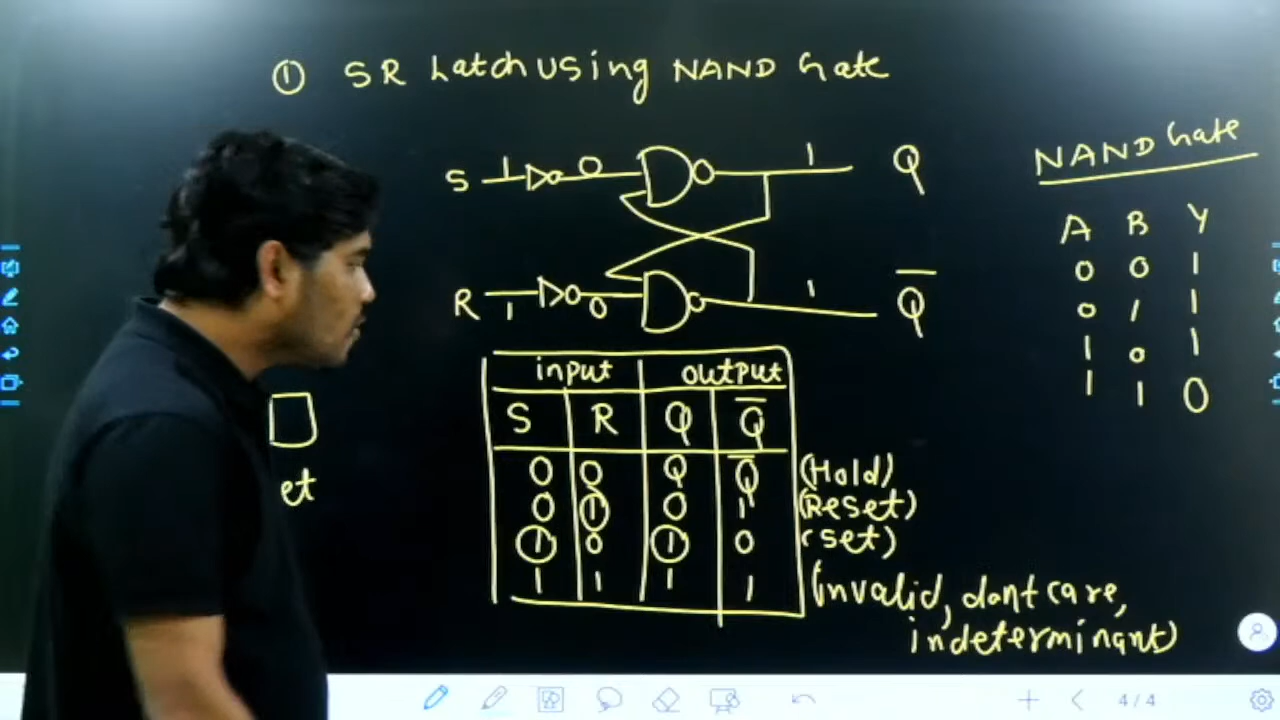 ① SR Latch using NAND Gate
S 1 0 1 Q
R 1 0 1 Q̅
NAND Gate
A B Y
0 0 1
0 1 1
1 0 1
1 1 0
input output
S R Q Q̅
0 0 Q Q̅ (Hold)
0 1 0 1 (Reset)
1 0 1 0 (set)
1 1 1 1 (invalid, dont care,
indeterminant)
et
4/4